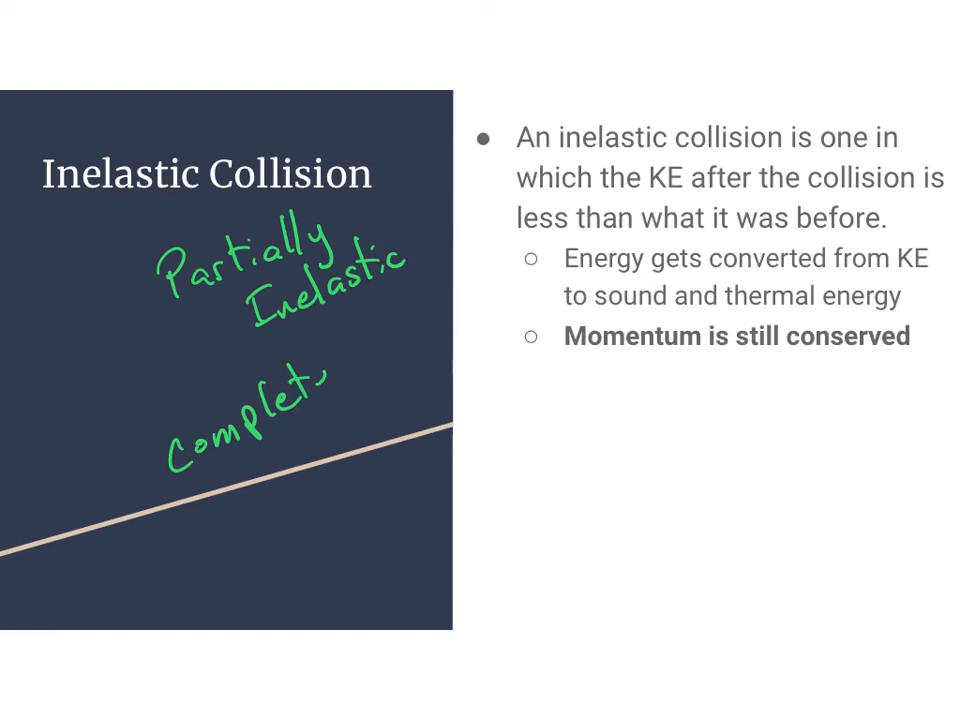 Inelastic Collision
Partially
Inelastic
Complet
● An inelastic collision is one in
which the KE after the collision is
less than what it was before.
○ Energy gets converted from KE
to sound and thermal energy
○ Momentum is still conserved